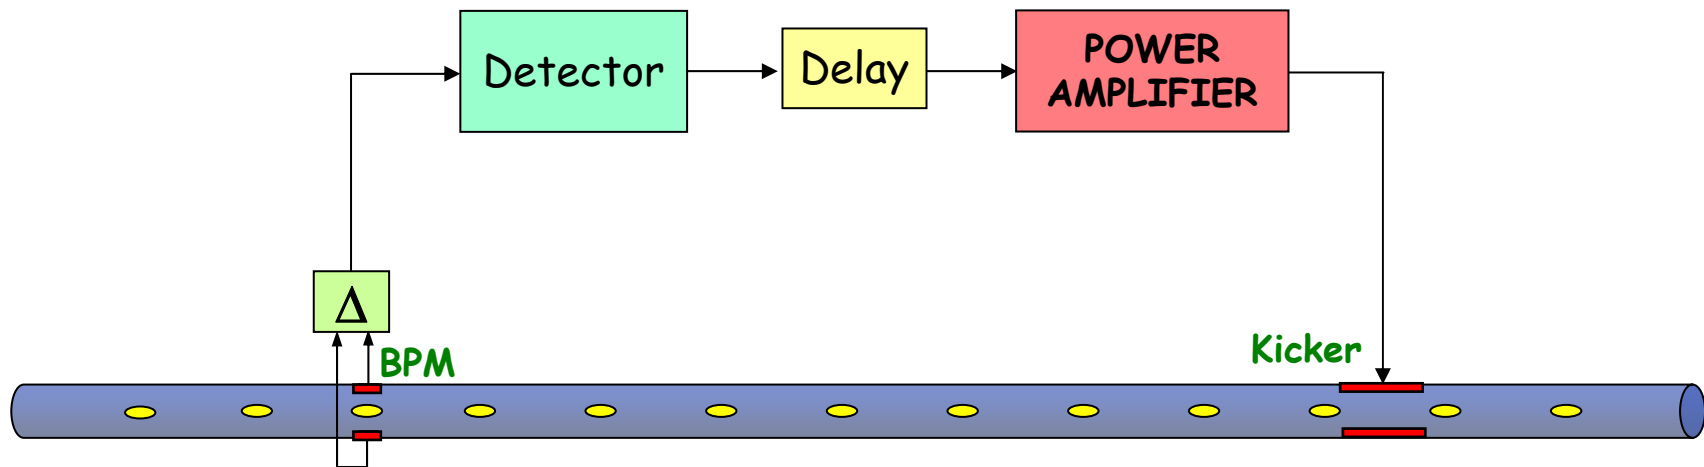 Detector
Delay
POWER
AMPLIFIER
Δ
BPM
Kicker